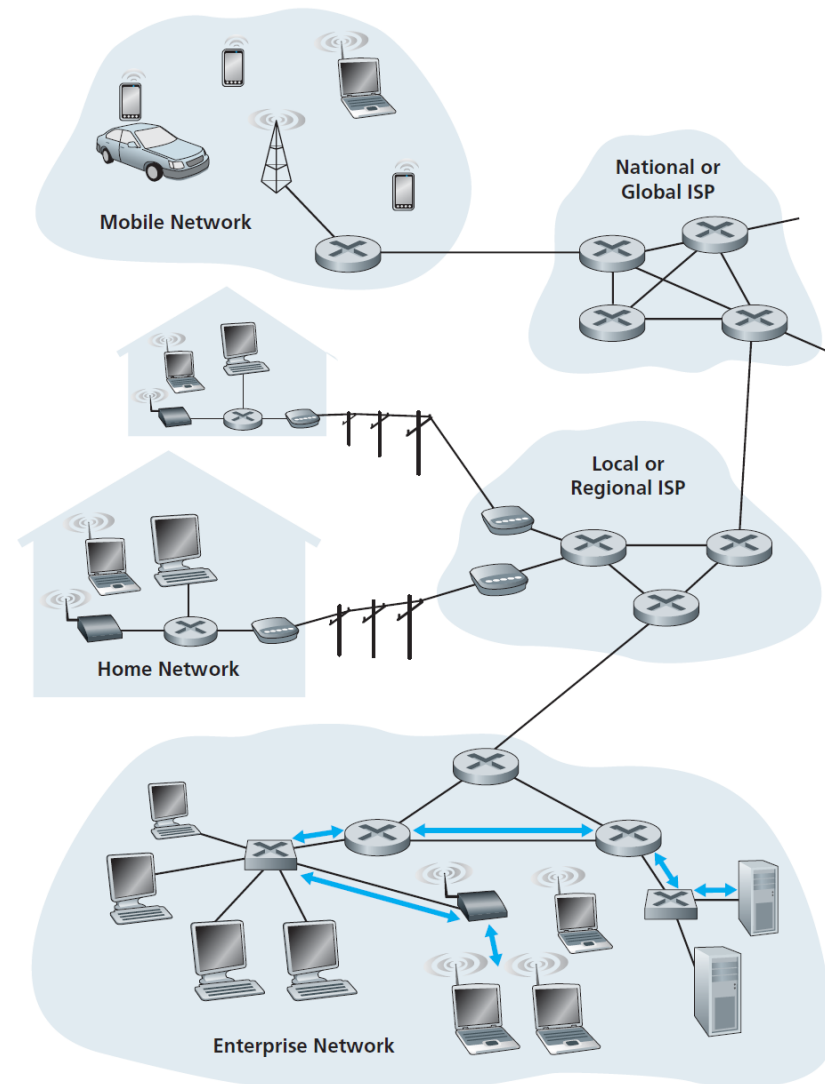 Mobile Network
National or
Global ISP
Local or
Regional ISP
Home Network
Enterprise Network